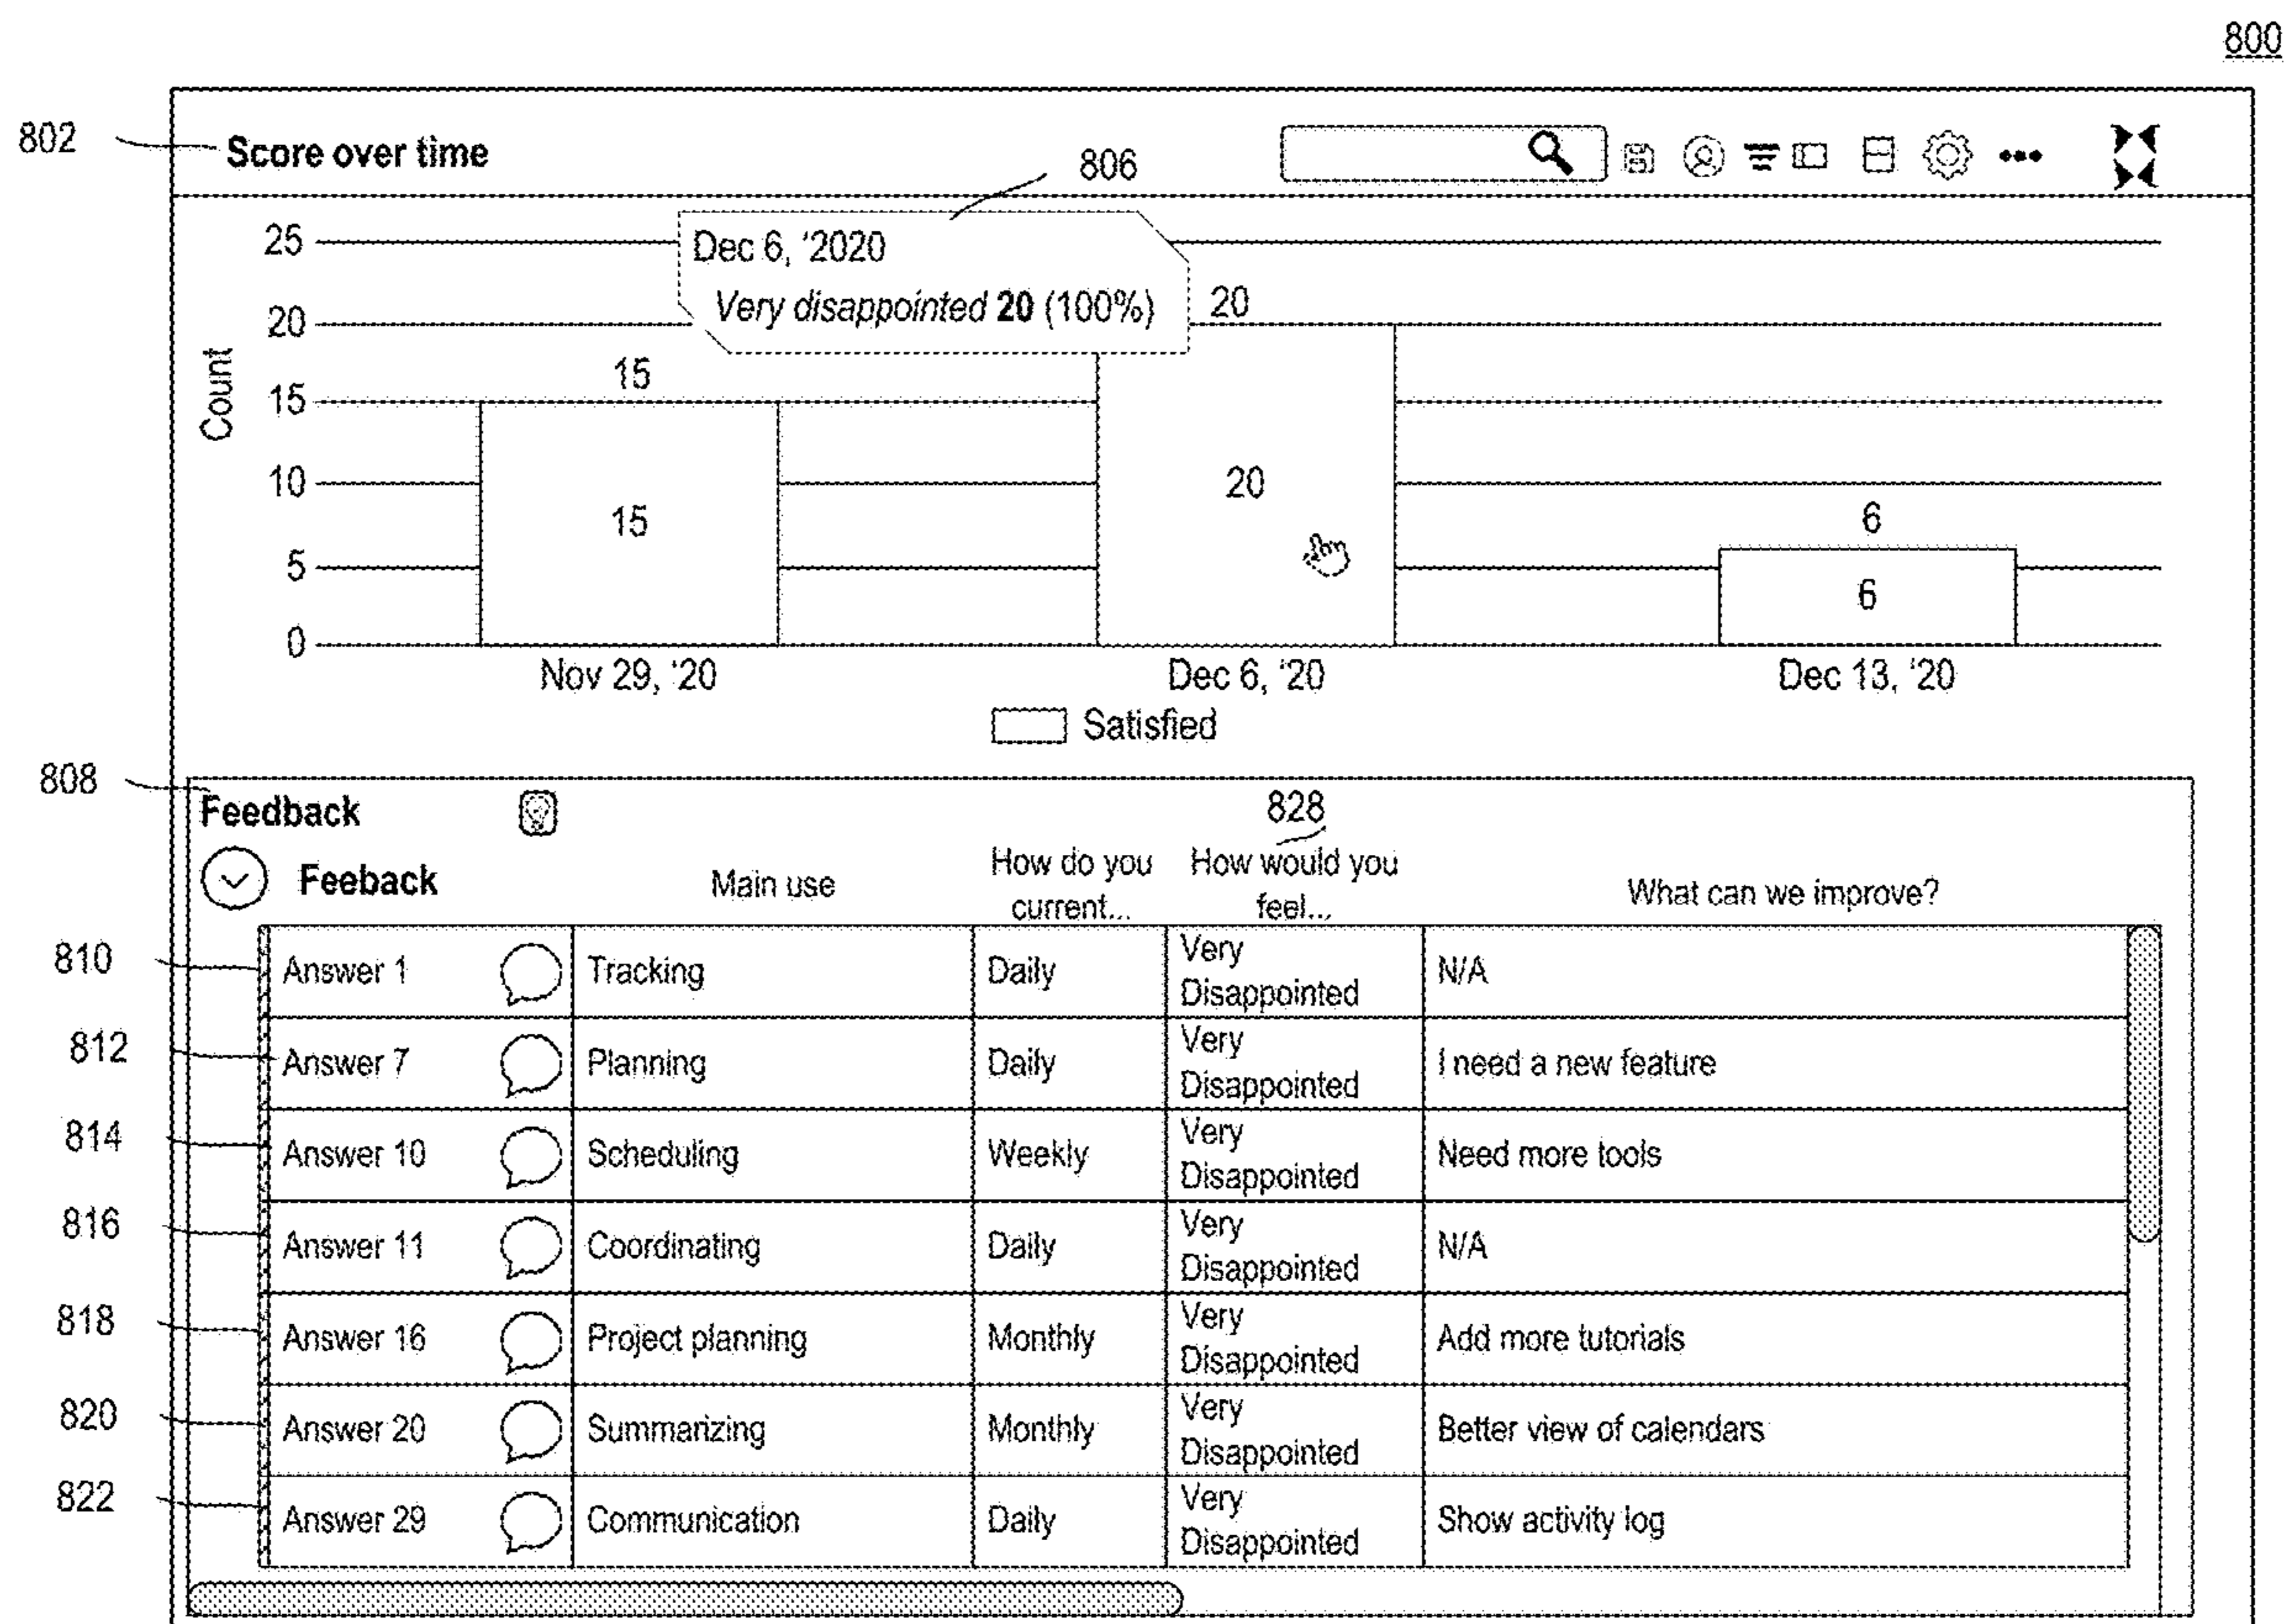 800
802
Score over time
806
25
Dec 6, '2020
Very disappointed 20 (100%)
20
20
15
15
Count
10
20
15
5
6
6
0
Nov 29, '20
Dec 6, '20
Dec 13, '20
Satisfied
808
Feedback
828
Feeback
Main use
How do you
current...
How would you
feel...
What can we improve?
810
Answer 1
Tracking
Daily
Very
Disappointed
N/A
812
Answer 7
Planning
Daily
Very
Disappointed
I need a new feature
814
Answer 10
Scheduling
Weekly
Very
Disappointed
Need more tools
816
Answer 11
Coordinating
Daily
Very
Disappointed
N/A
818
Answer 16
Project planning
Monthly
Very
Disappointed
Add more tutorials
820
Answer 20
Summarizing
Monthly
Very
Disappointed
Better view of calendars
822
Answer 29
Communication
Daily
Very
Disappointed
Show activity log